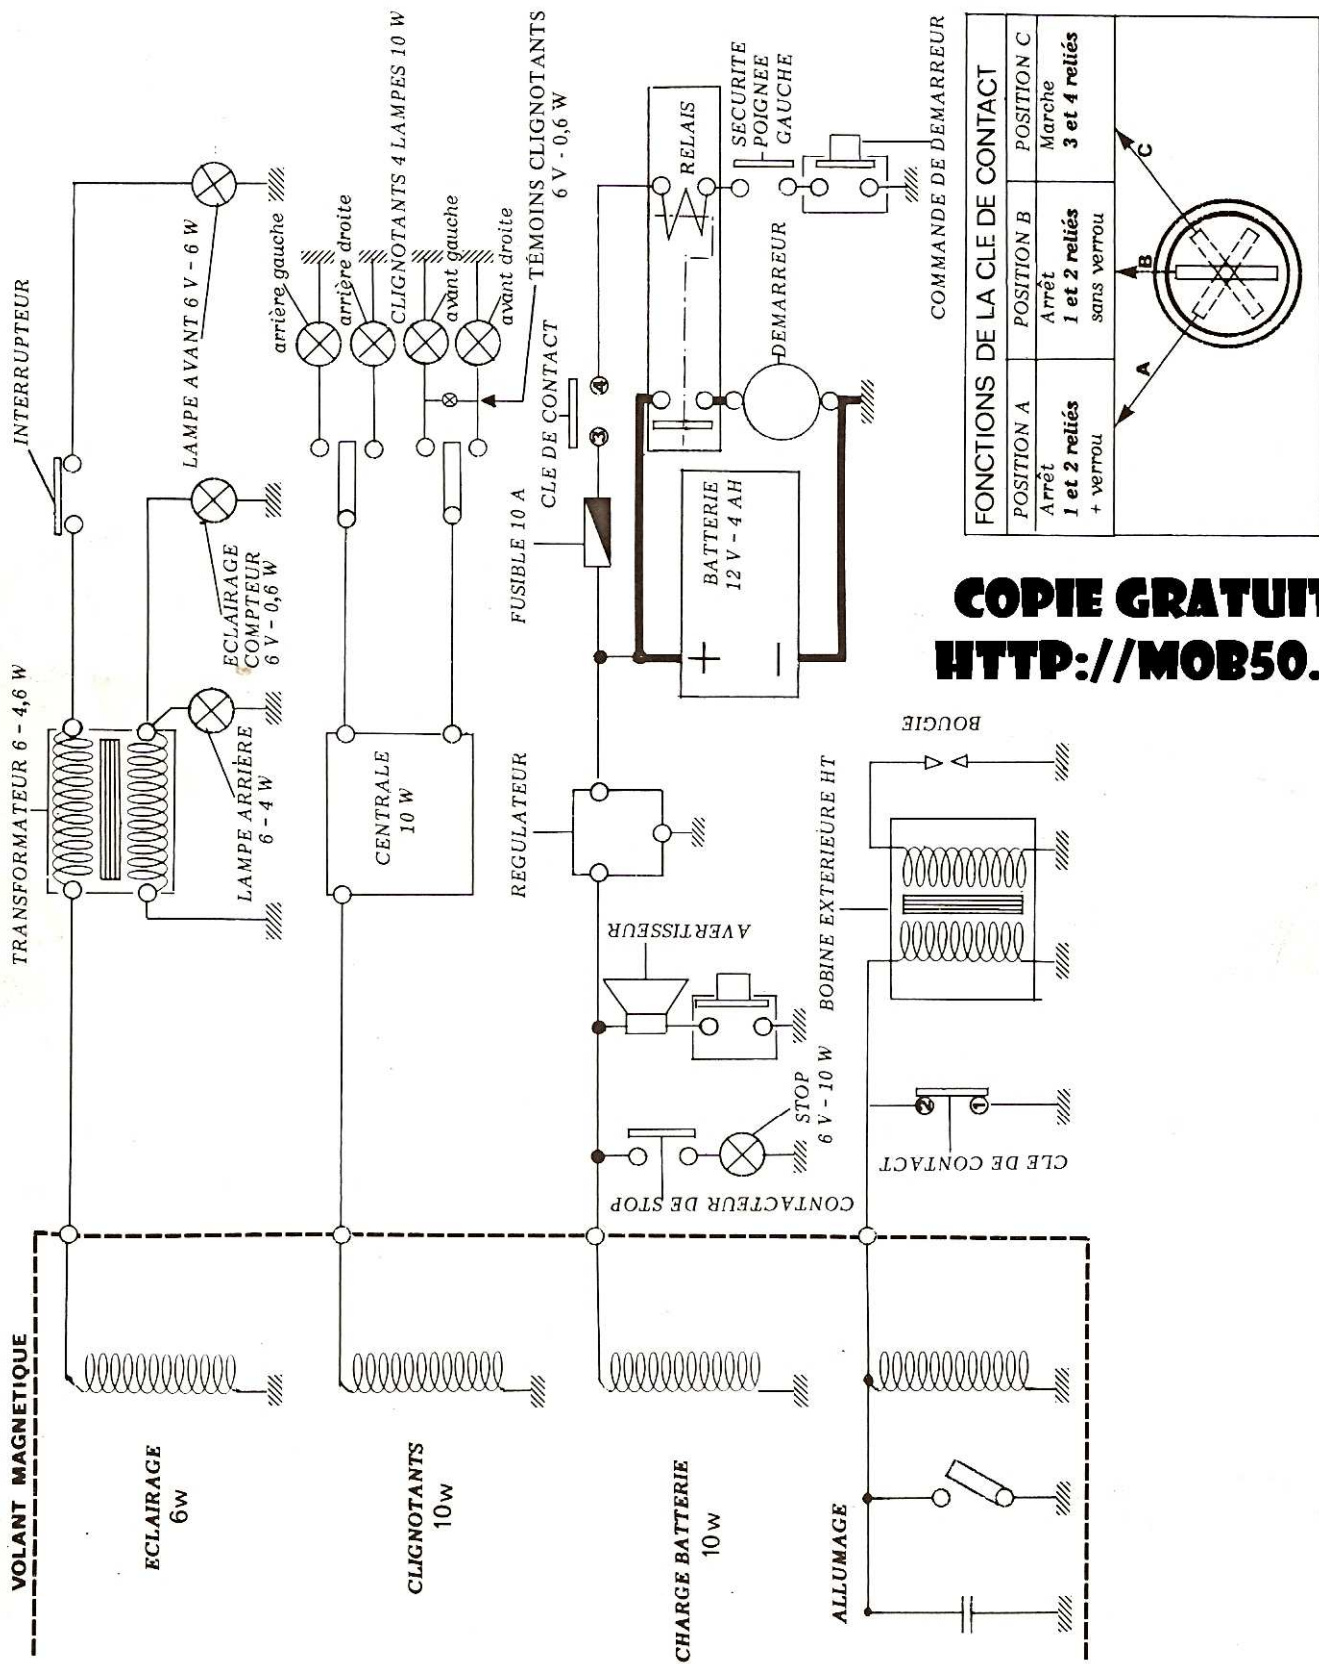 VOLANT MAGNETIQUE
ECLAIRAGE
6w
TRANSFORMATEUR 6 - 4,6 W
INTERRUPTEUR
LAMPE AVANT 6 V - 6 W
ECLAIRAGE
COMPTEUR
6 V - 0,6 W
LAMPE ARRIÈRE
6 - 4 W
CLIGNOTANTS
10w
CENTRALE
10 W
arrière gauche
arrière droite
CLIGNOTANTS 4 LAMPES 10 W
avant gauche
avant droite
TÉMOINS CLIGNOTANTS
6 V - 0,6 W
CHARGE BATTERIE
10w
CONTACTEUR DE STOP
STOP
6 V - 10 W
AVERTISSEUR
REGULATEUR
FUSIBLE 10 A
CLE DE CONTACT
3
4
BATTERIE
12 V - 4 AH
+
-
RELAIS
DEMARREUR
SECURITE
POIGNEE
GAUCHE
COMMANDE DE DEMARREUR
ALLUMAGE
CLE DE CONTACT
2
1
BOBINE EXTERIEURE HT
BOUGIE
FONCTIONS DE LA CLE DE CONTACT
POSITION A
Arrêt
1 et 2 reliés
+ verrou
POSITION B
Arrêt
1 et 2 reliés
sans verrou
POSITION C
Marche
3 et 4 reliés
A
B
C
COPIE GRATUIT
HTTP://MOB50.